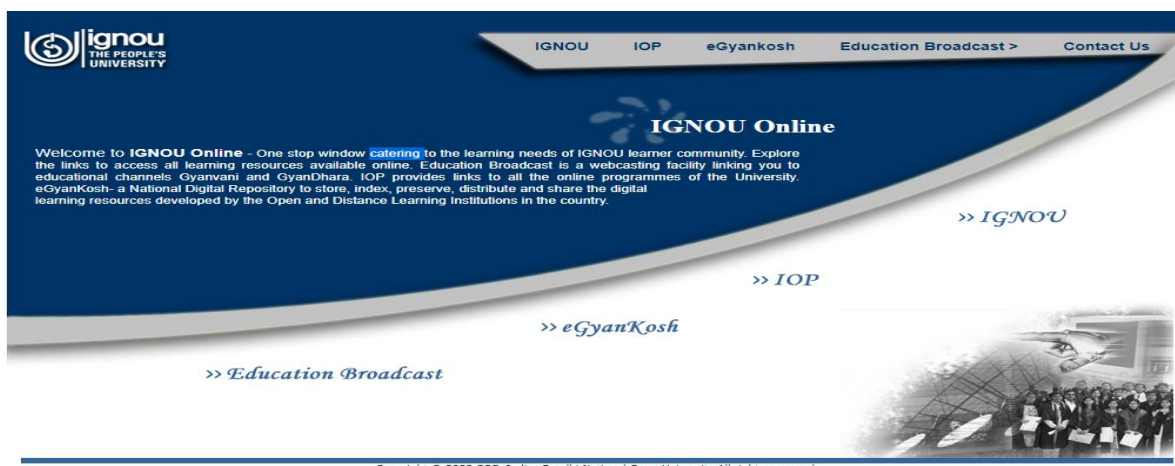 ignou
THE PEOPLE'S
UNIVERSITY
IGNOU IOP eGyankosh Education Broadcast > Contact Us
IGNOU Online
Welcome to IGNOU Online - One stop window catering to the learning needs of IGNOU learner community. Explore
the links to access all learning resources available online. Education Broadcast is a webcasting facility linking you to
educational channels Gyanvani and GyanDhara. IOP provides links to all the online programmes of the University.
eGyanKosh- a National Digital Repository to store, index, preserve, distribute and share the digital
learning resources developed by the Open and Distance Learning Institutions in the country.
>> IGNOU
>> IOP
>> eGyanKosh
>> Education Broadcast